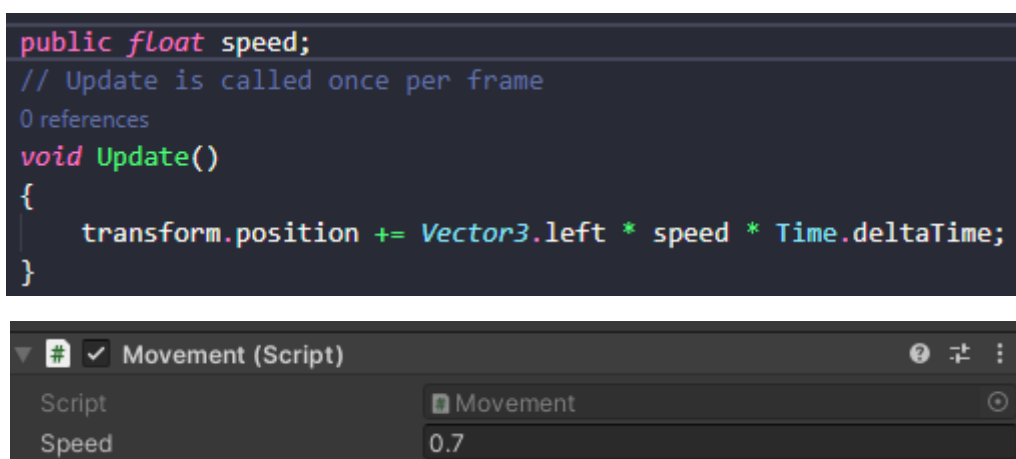 public float speed;
// Update is called once per frame
0 references
void Update()
{
    transform.position += Vector3.left * speed * Time.deltaTime;
}
# Movement (Script)
Script # Movement
Speed 0.7